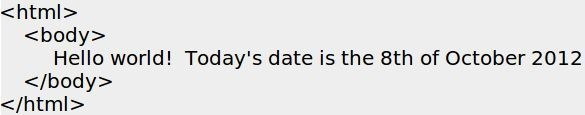 <html>
<body>
Hello world!  Today's date is the 8th of October 2012
</body>
</html>